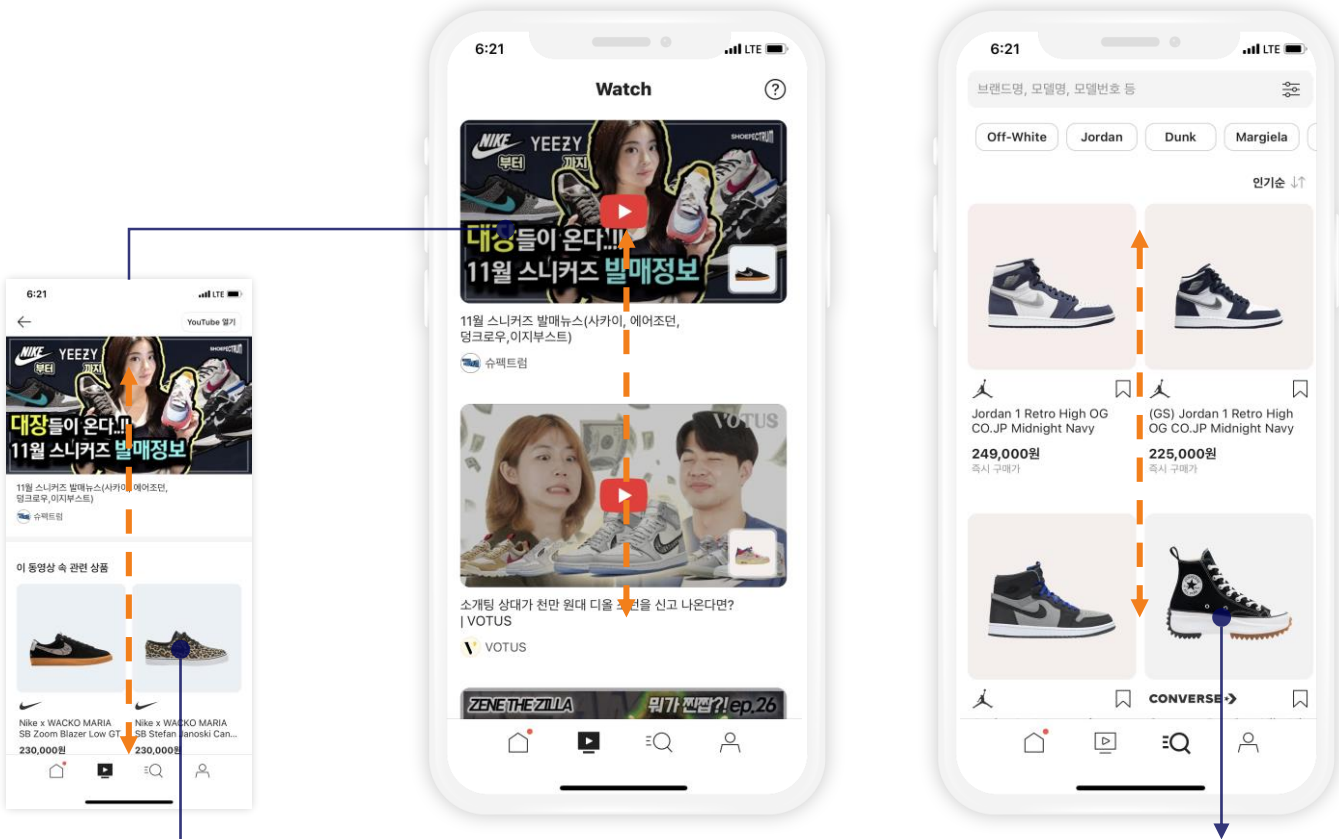 6:21
LTE
YouTube 열기
NIKE YEEZY
부터 까지
SHOEPECTRUM
대장들이 온다..!!
11월 스니커즈 발매정보
11월 스니커즈 발매뉴스(사카이, 에어조던,
덩크로우,이지부스트)
슈펙트럼
이 동영상 속 관련 상품
Nike x WACKO MARIA
SB Zoom Blazer Low GT
230,000원
Nike x WACKO MARIA
SB Stefan Janoski Can...
230,000원
6:21
LTE
Watch
?
NIKE YEEZY
부터 까지
SHOEPECTRUM
대장들이 온다..!!
11월 스니커즈 발매정보
11월 스니커즈 발매뉴스(사카이, 에어조던,
덩크로우,이지부스트)
슈펙트럼
VOTUS
소개팅 상대가 천만 원대 디올 조던을 신고 나온다면?
| VOTUS
V VOTUS
ZENE THE ZILLA 뭐가 찐짭?! ep.26
6:21
LTE
브랜드명, 모델명, 모델번호 등
Off-White Jordan Dunk Margiela
인기순 ↓↑
Jordan 1 Retro High OG
CO.JP Midnight Navy
249,000원
즉시 구매가
(GS) Jordan 1 Retro High
OG CO.JP Midnight Navy
225,000원
즉시 구매가
CONVERSE